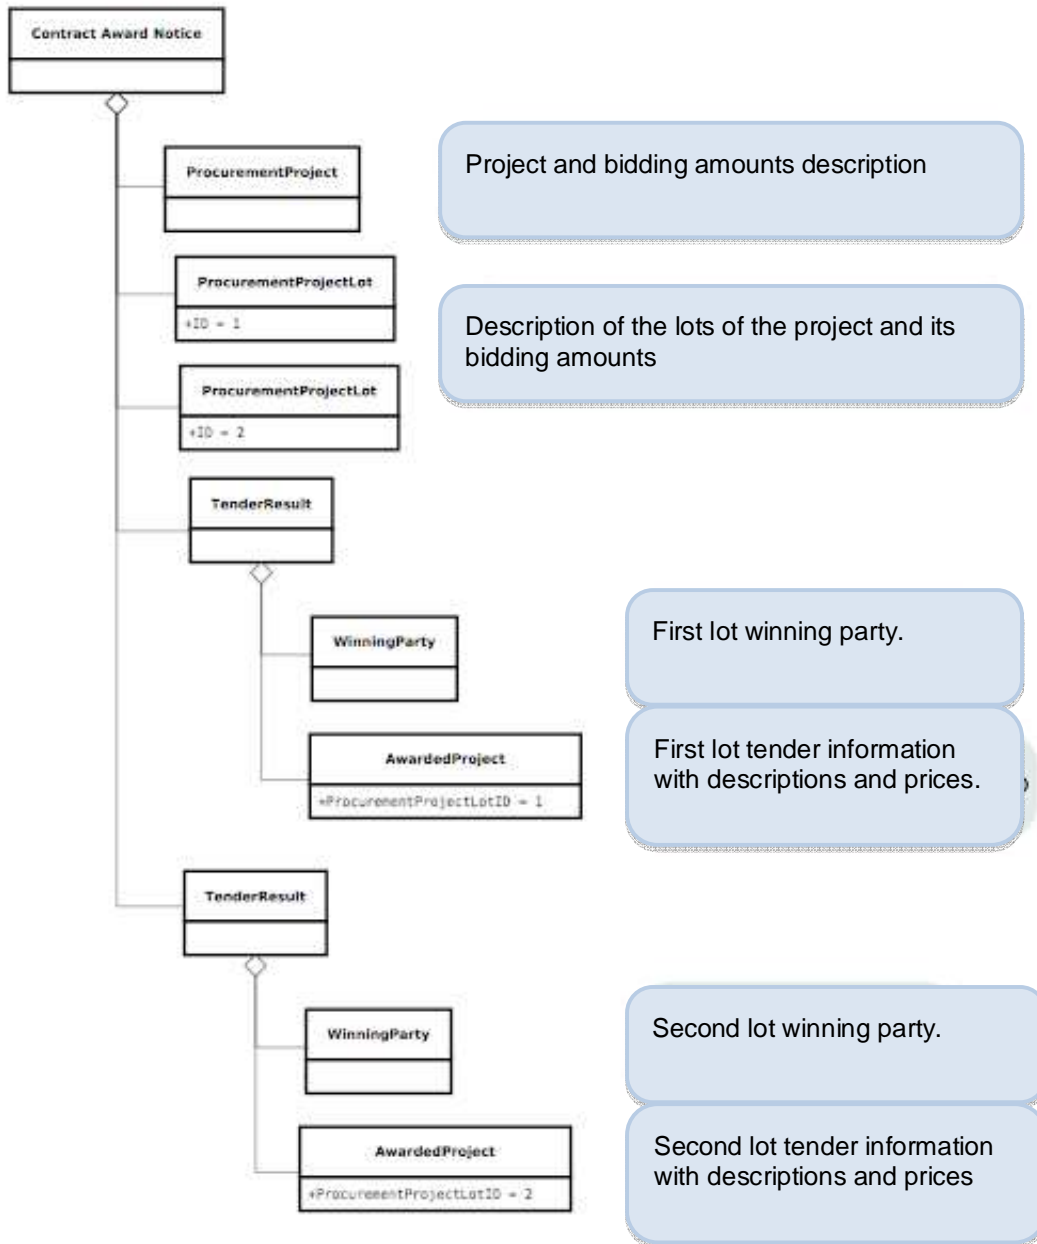 Contract Award Notice
ProcurementProject
Project and bidding amounts description
ProcurementProjectLot
+ID = 1
Description of the lots of the project and its
bidding amounts
ProcurementProjectLot
+ID = 2
TenderResult
WinningParty
First lot winning party.
AwardedProject
+ProcurementProjectLotID = 1
First lot tender information
with descriptions and prices.
TenderResult
WinningParty
Second lot winning party.
AwardedProject
+ProcurementProjectLotID = 2
Second lot tender information
with descriptions and prices